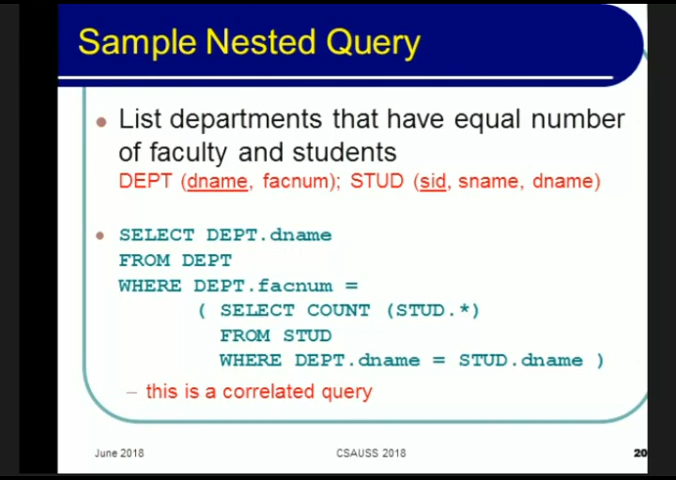 Sample Nested Query
• List departments that have equal number
of faculty and students
DEPT (dname, facnum); STUD (sid, sname, dname)
• SELECT DEPT.dname
FROM DEPT
WHERE DEPT.facnum =
( SELECT COUNT (STUD.*)
FROM STUD
WHERE DEPT.dname = STUD.dname )
– this is a correlated query
June 2018 CSAUSS 2018 20